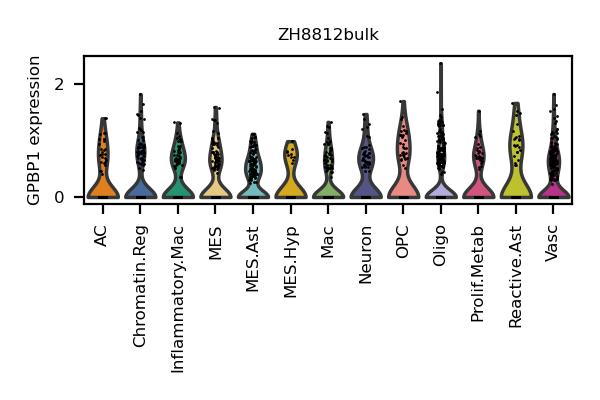 ZH8812bulk
GPBP1 expression
2
0
AC
Chromatin.Reg
Inflammatory.Mac
MES
MES.Ast
MES.Hyp
Mac
Neuron
OPC
Oligo
Prolif.Metab
Reactive.Ast
Vasc